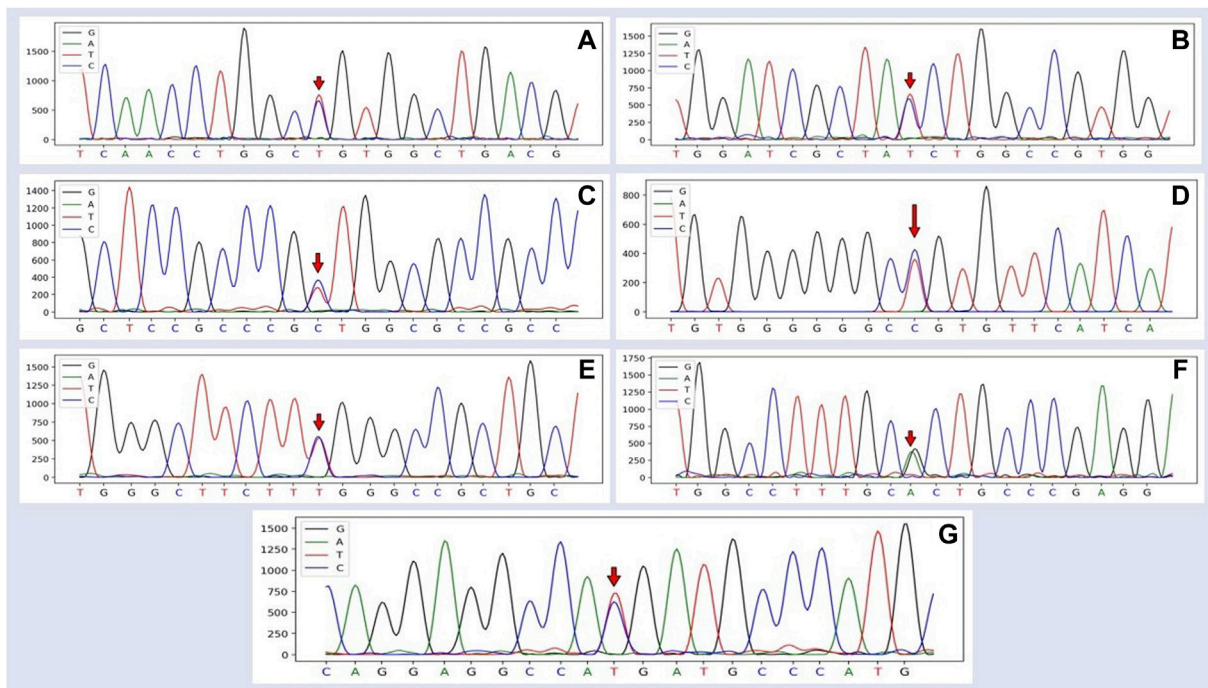 A
G
A
T
C
1500
1000
500
0
T C A A C C T G G C T G T G G C T G A C G
B
G
A
T
C
1500
1250
1000
750
500
250
0
T G G A T C G C T A T C T G G C C G T G G
C
G
A
T
C
1400
1200
1000
800
600
400
200
0
G C T C C G C C C G C T G G C G C C G C C
D
G
A
T
C
800
600
400
200
0
T G T G G G G G G C C G T G T T C A T C A
E
G
A
T
C
1500
1250
1000
750
500
250
0
T G G G C T T C T T T G G G C C G C T G C
F
G
A
T
C
1750
1500
1250
1000
750
500
250
0
T G G C C T T T G C A C T G C C C G A G G
G
G
A
T
C
1500
1250
1000
750
500
250
0
C A G G A G G C C A T G A T G C C C A T G